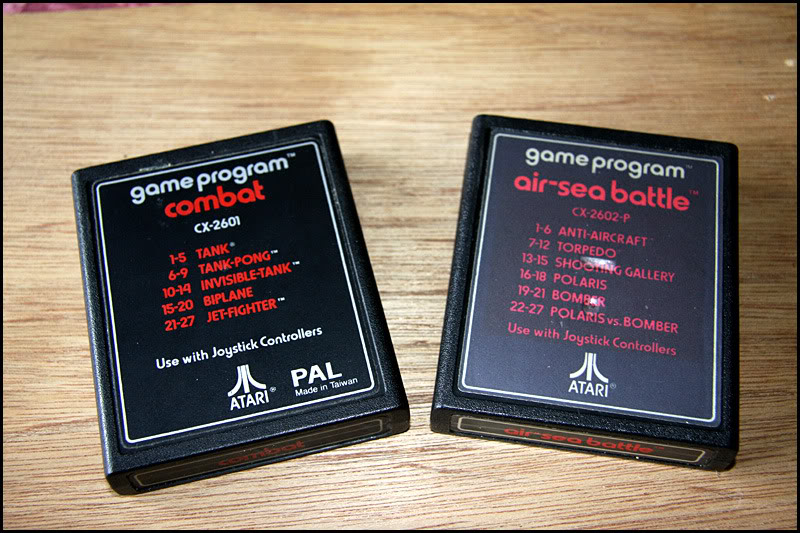 game program™
combat
CX-2601
1-5 TANK®
6-9 TANK-PONG™
10-14 INVISIBLE-TANK™
15-20 BIPLANE
21-27 JET-FIGHTER™
Use with Joystick Controllers
ATARI®
PAL
Made in Taiwan
combat
game program™
air-sea battle™
CX-2602-P
1-6 ANTI-AIRCRAFT
7-12 TORPEDO
13-15 SHOOTING GALLERY
16-18 POLARIS
19-21 BOMBER
22-27 POLARIS vs. BOMBER
Use with Joystick Controllers
ATARI®
air-sea battle